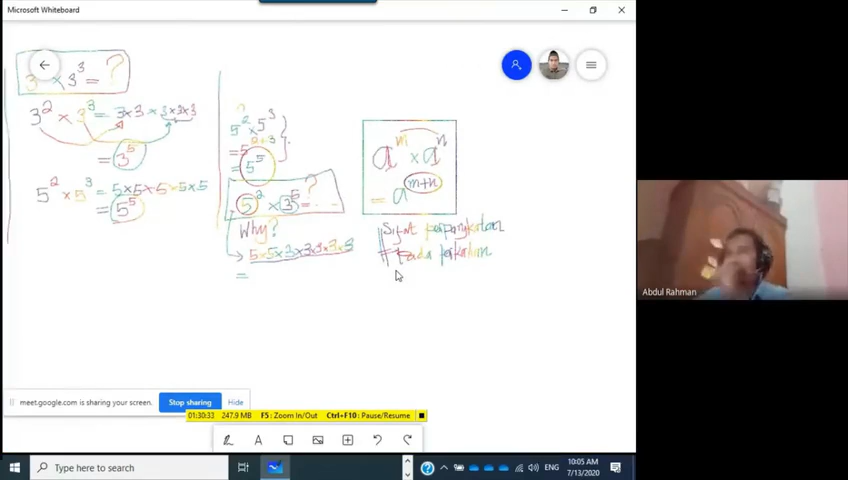 Microsoft Whiteboard
3² × 3³ = ?
3² × 3³ = 3×3 × 3×3×3
= 3⁵
5² × 5³ = 5×5×5×5×5
= 5⁵
?
5² × 5³
= 5²⁺³
= 5⁵
5² × 3⁵ = ? ...
Why?
5×5×3×3×3×3×3
=
aᵐ × aⁿ
= a⁽ᵐ⁺ⁿ⁾
Sifat perpangkatan
pada perkalian
Abdul Rahman
meet.google.com is sharing your screen.
Stop sharing
Hide
01:30:33 247.9 MB F5: Zoom In/Out Ctrl+F10: Pause/Resume
A
Type here to search
ENG
10:05 AM
7/13/2020